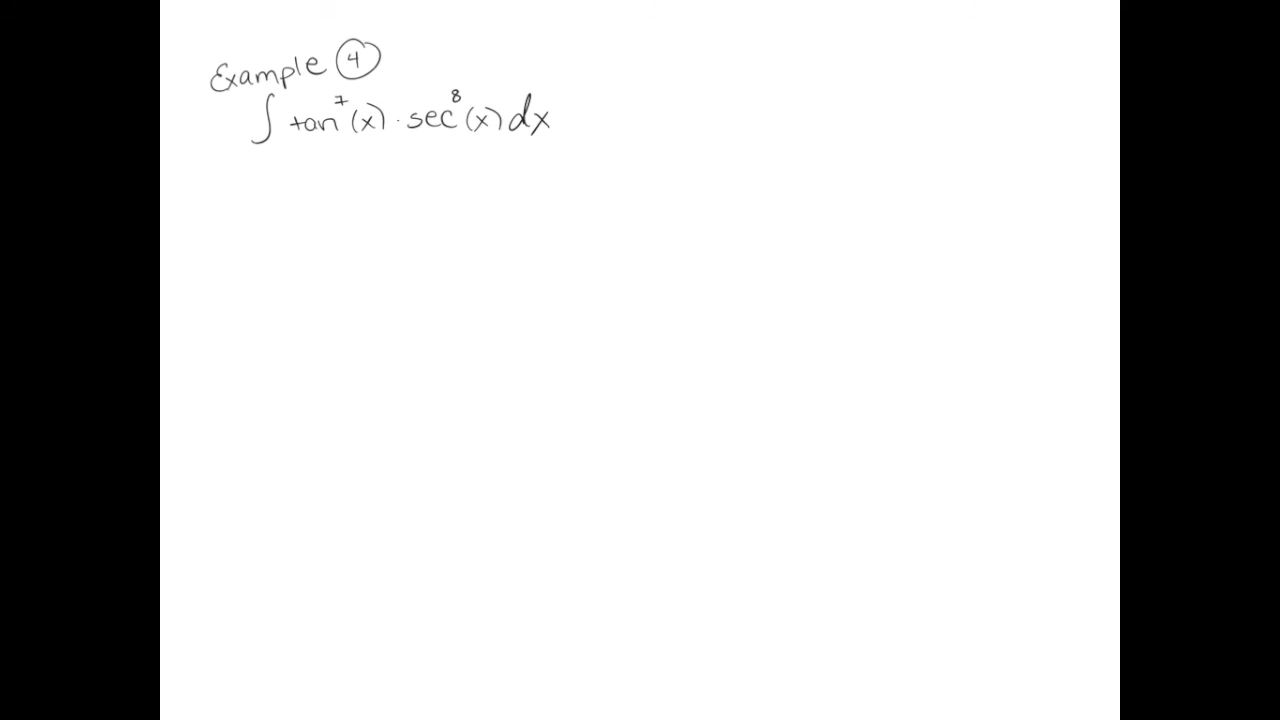 Example ④
∫ tan⁷(x) · sec⁸(x) dx